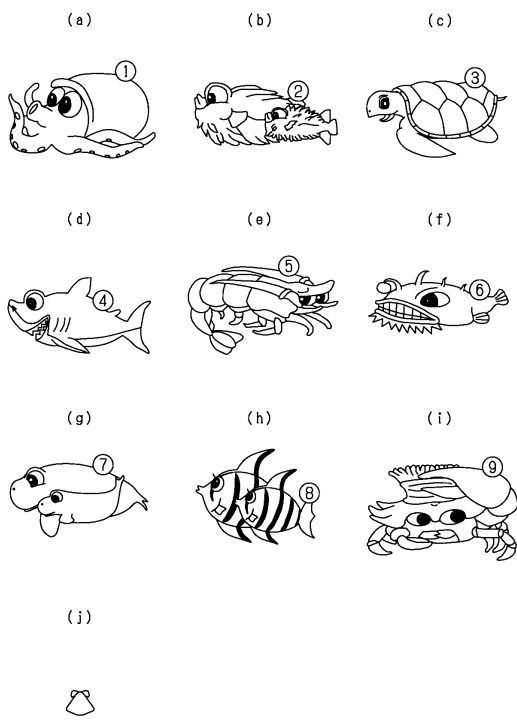 (a) (b) (c)
① ② ③
(d) (e) (f)
④ ⑤ ⑥
(g) (h) (i)
⑦ ⑧ ⑨
(j)